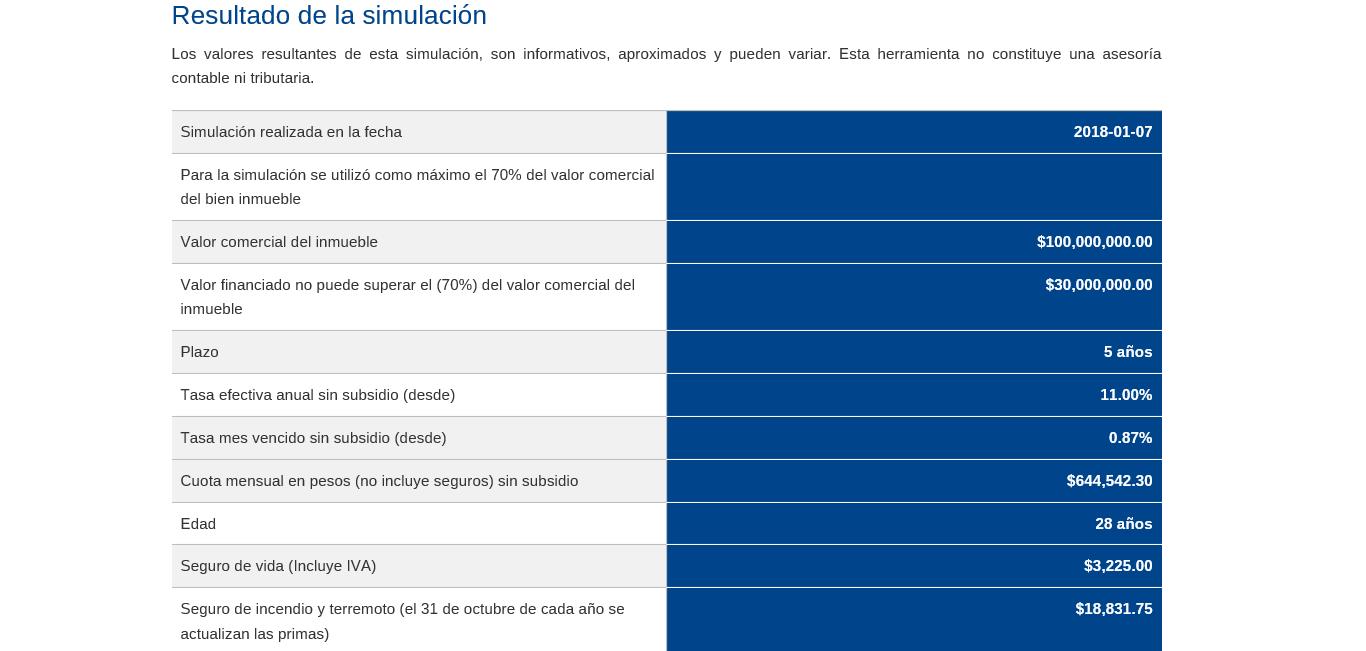 Resultado de la simulación
Los valores resultantes de esta simulación, son informativos, aproximados y pueden variar. Esta herramienta no constituye una asesoría
contable ni tributaria.
Simulación realizada en la fecha 2018-01-07
Para la simulación se utilizó como máximo el 70% del valor comercial
del bien inmueble
Valor comercial del inmueble $100,000,000.00
Valor financiado no puede superar el (70%) del valor comercial del $30,000,000.00
inmueble
Plazo 5 años
Tasa efectiva anual sin subsidio (desde) 11.00%
Tasa mes vencido sin subsidio (desde) 0.87%
Cuota mensual en pesos (no incluye seguros) sin subsidio $644,542.30
Edad 28 años
Seguro de vida (Incluye IVA) $3,225.00
Seguro de incendio y terremoto (el 31 de octubre de cada año se $18,831.75
actualizan las primas)